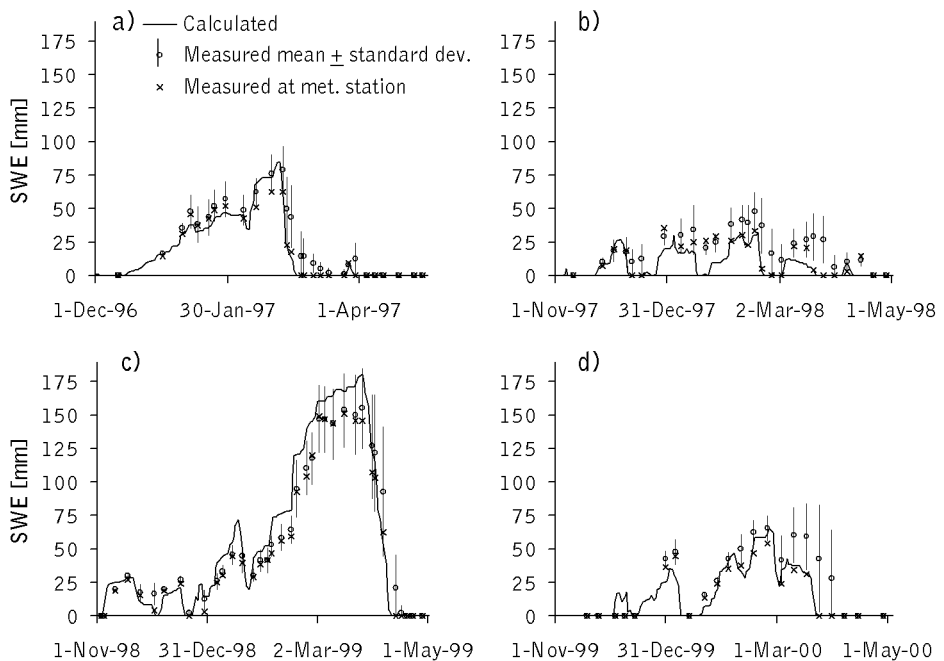 a) Calculated
Measured mean ± standard dev.
Measured at met. station
SWE [mm]
175
150
125
100
75
50
25
0
1-Dec-96 30-Jan-97 1-Apr-97
b)
175
150
125
100
75
50
25
0
1-Nov-97 31-Dec-97 2-Mar-98 1-May-98
c)
SWE [mm]
175
150
125
100
75
50
25
0
1-Nov-98 31-Dec-98 2-Mar-99 1-May-99
d)
175
150
125
100
75
50
25
0
1-Nov-99 31-Dec-99 1-Mar-00 1-May-00